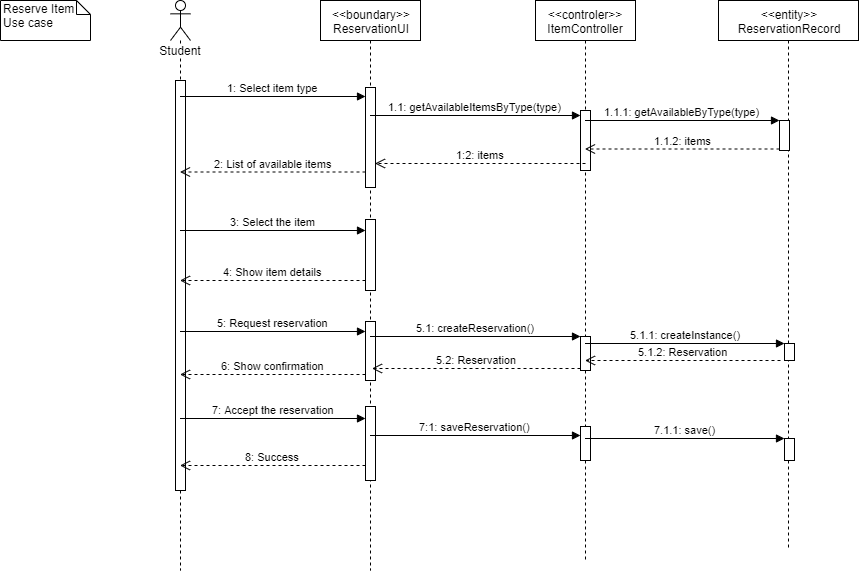 Reserve Item
Use case
Student
<<boundary>>
ReservationUI
<<controler>>
ItemController
<<entity>>
ReservationRecord
1: Select item type
1.1: getAvailableItemsByType(type)
1.1.1: getAvailableByType(type)
1.1.2: items
1:2: items
2: List of available items
3: Select the item
4: Show item details
5: Request reservation
5.1: createReservation()
5.1.1: createInstance()
5.1.2: Reservation
5.2: Reservation
6: Show confirmation
7: Accept the reservation
7.1: saveReservation()
7.1.1: save()
8: Success